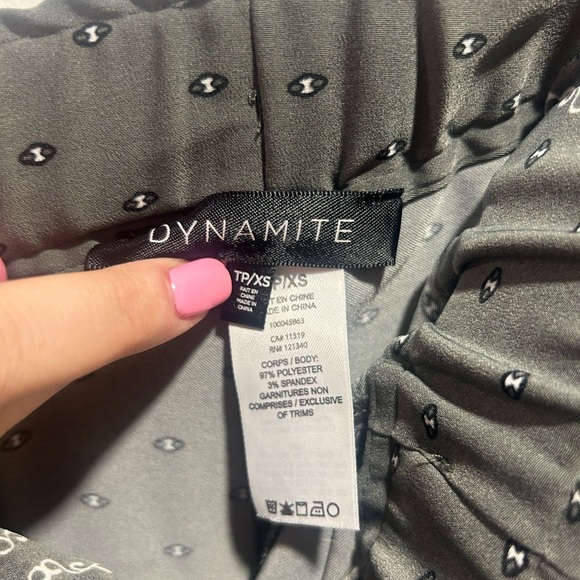 DYNAMITE
TP/XS
FAIT EN
CHINE
MADE IN
CHINA
P/XS
T EN CHINE
DE IN CHINA
100045863
CA# 11319
RN# 121340
CORPS / BODY:
97% POLYESTER
3% SPANDEX
GARNITURES NON
COMPRISES / EXCLUSIVE
OF TRIMS